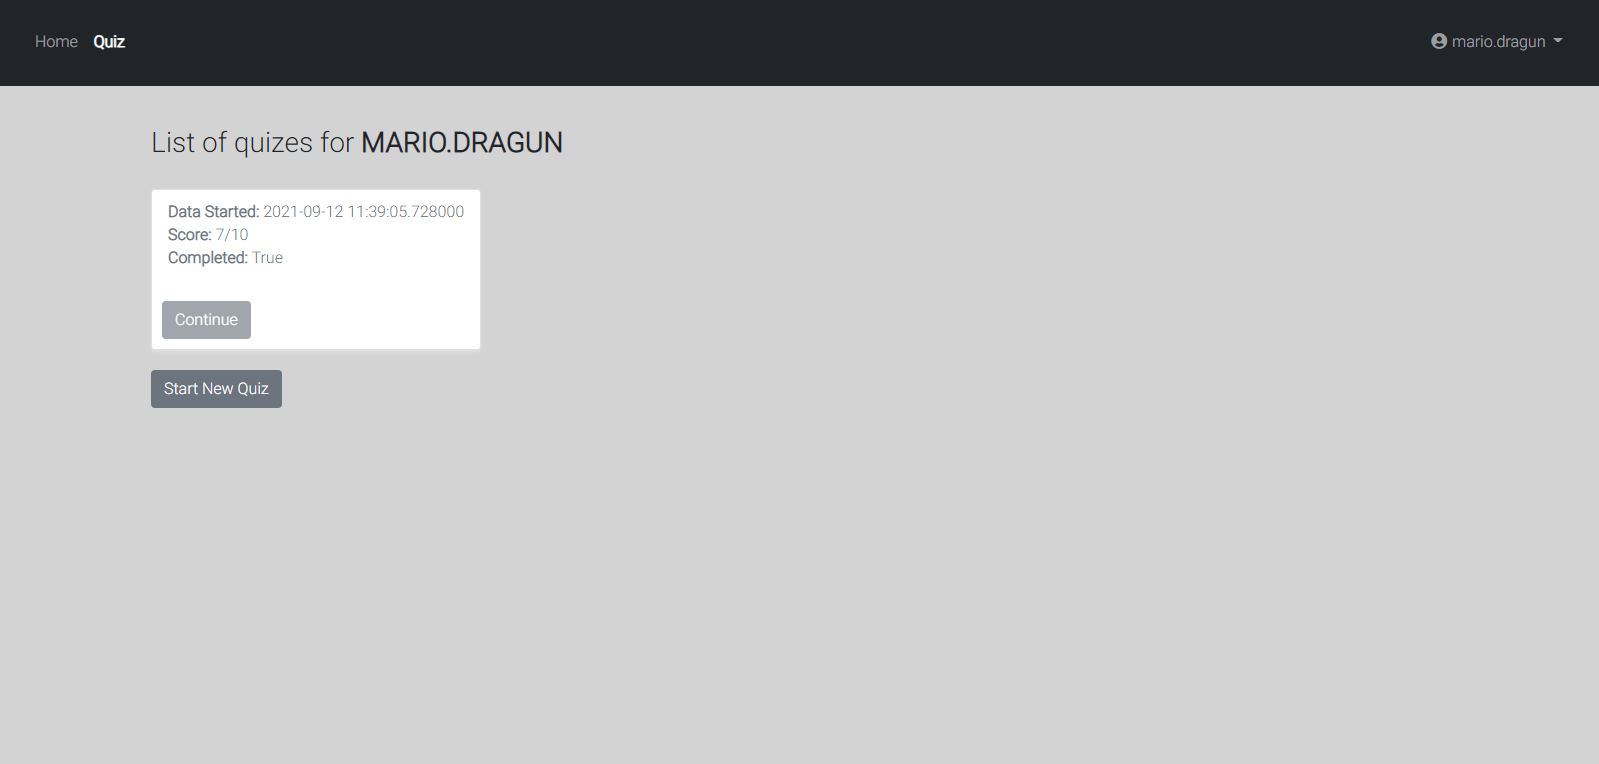 Home Quiz mario.dragun
List of quizes for MARIO.DRAGUN
Data Started: 2021-09-12 11:39:05.728000
Score: 7/10
Completed: True
Continue
Start New Quiz